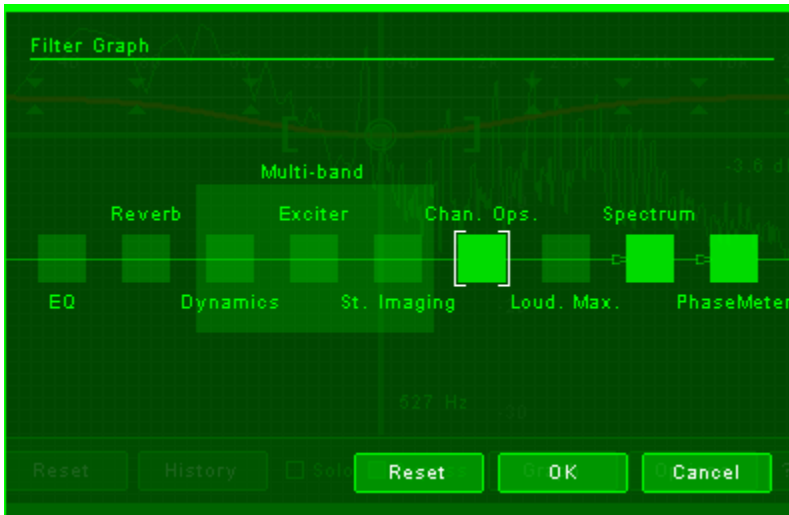 Filter Graph
-3.6 d
Multi-band
Reverb Exciter Chan. Ops. Spectrum
EQ Dynamics St. Imaging Loud. Max. PhaseMeter
527 Hz
Reset History Solo Reset OK Cancel